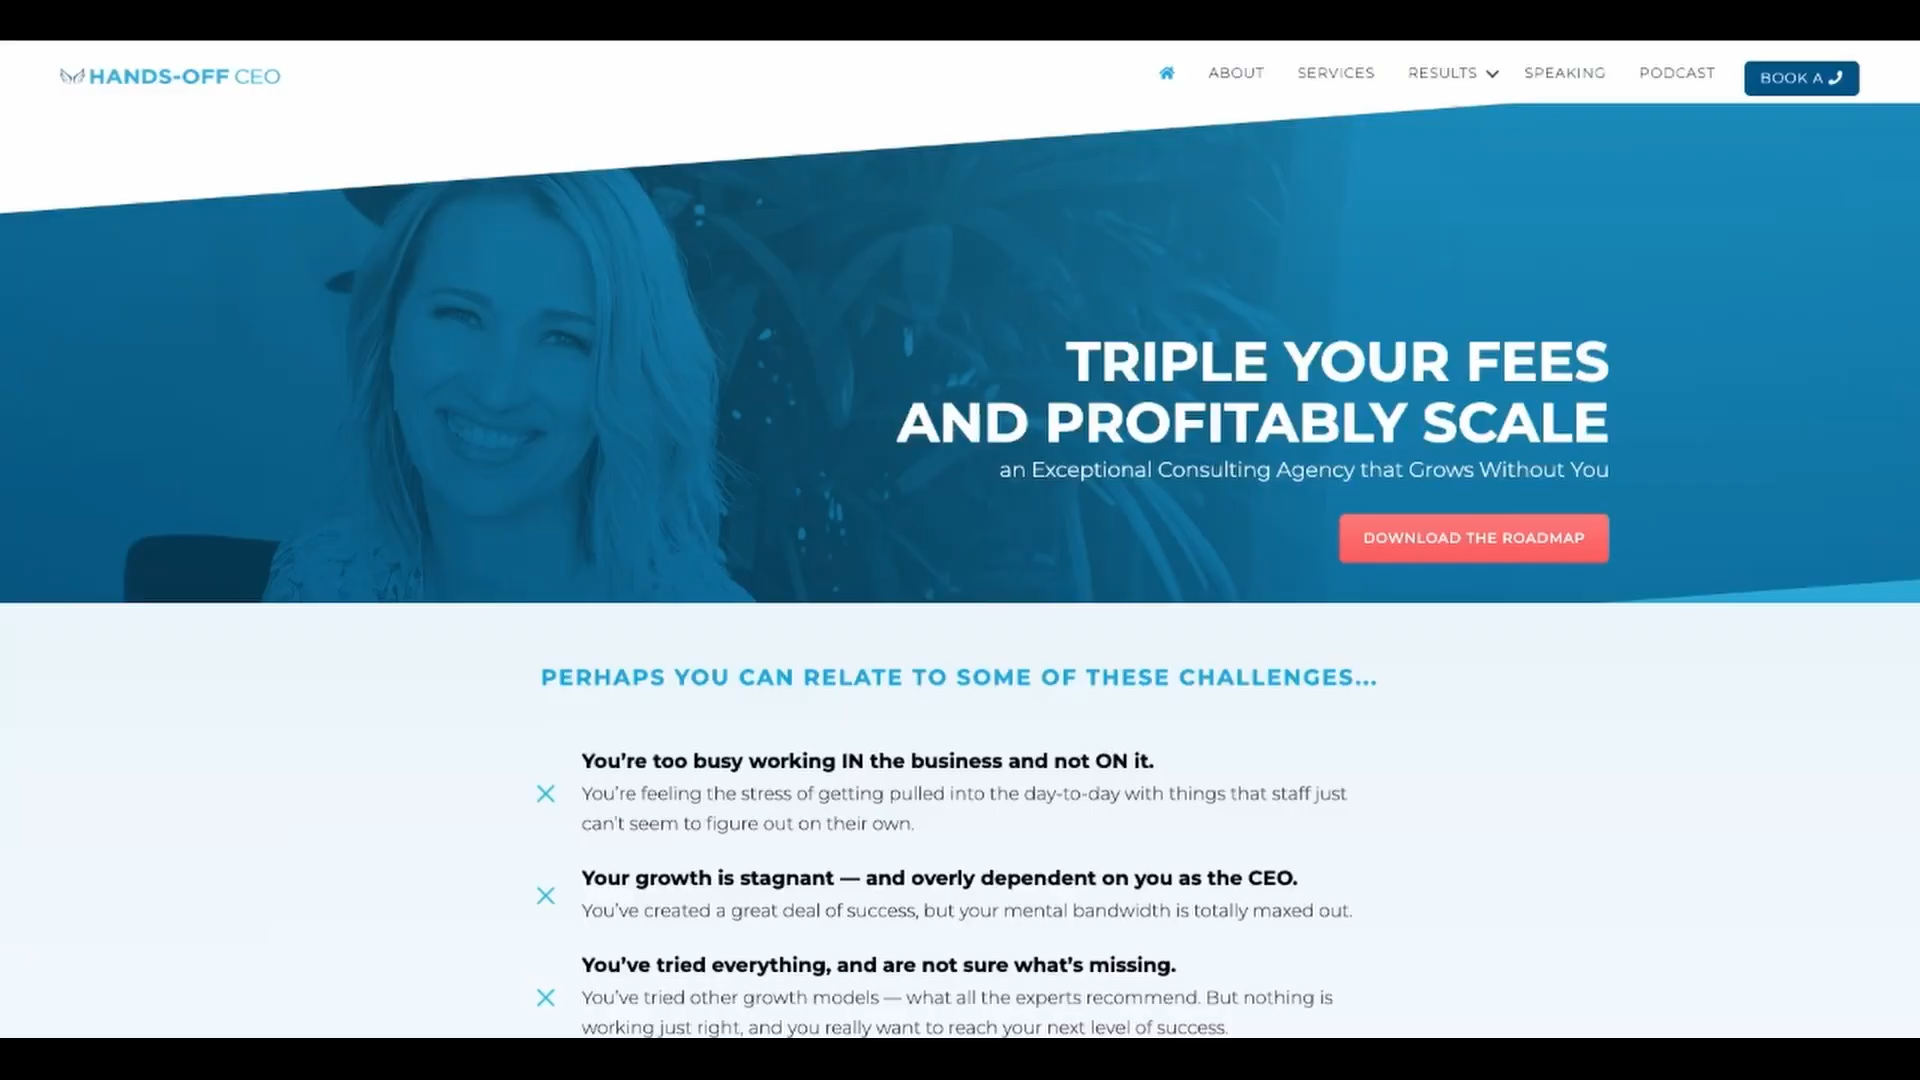 HANDS-OFF CEO
ABOUT
SERVICES
RESULTS
SPEAKING
PODCAST
BOOK A
TRIPLE YOUR FEES
AND PROFITABLY SCALE
an Exceptional Consulting Agency that Grows Without You
DOWNLOAD THE ROADMAP
PERHAPS YOU CAN RELATE TO SOME OF THESE CHALLENGES...
You’re too busy working IN the business and not ON it.
You’re feeling the stress of getting pulled into the day-to-day with things that staff just
can’t seem to figure out on their own.
Your growth is stagnant — and overly dependent on you as the CEO.
You’ve created a great deal of success, but your mental bandwidth is totally maxed out.
You’ve tried everything, and are not sure what’s missing.
You’ve tried other growth models — what all the experts recommend. But nothing is
working just right, and you really want to reach your next level of success.